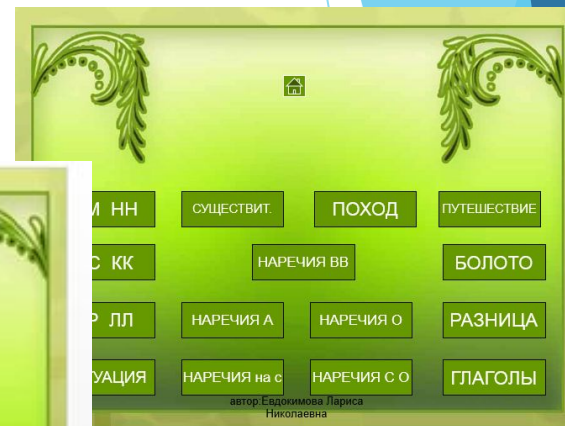 НН
СУЩЕСТВИТ.
ПОХОД
ПУТЕШЕСТВИЕ
КК
НАРЕЧИЯ ВВ
БОЛОТО
ЛЛ
НАРЕЧИЯ А
НАРЕЧИЯ О
РАЗНИЦА
УАЦИЯ
НАРЕЧИЯ на с
НАРЕЧИЯ С О
ГЛАГОЛЫ
автор:Евдокимова Лариса
Николаевна